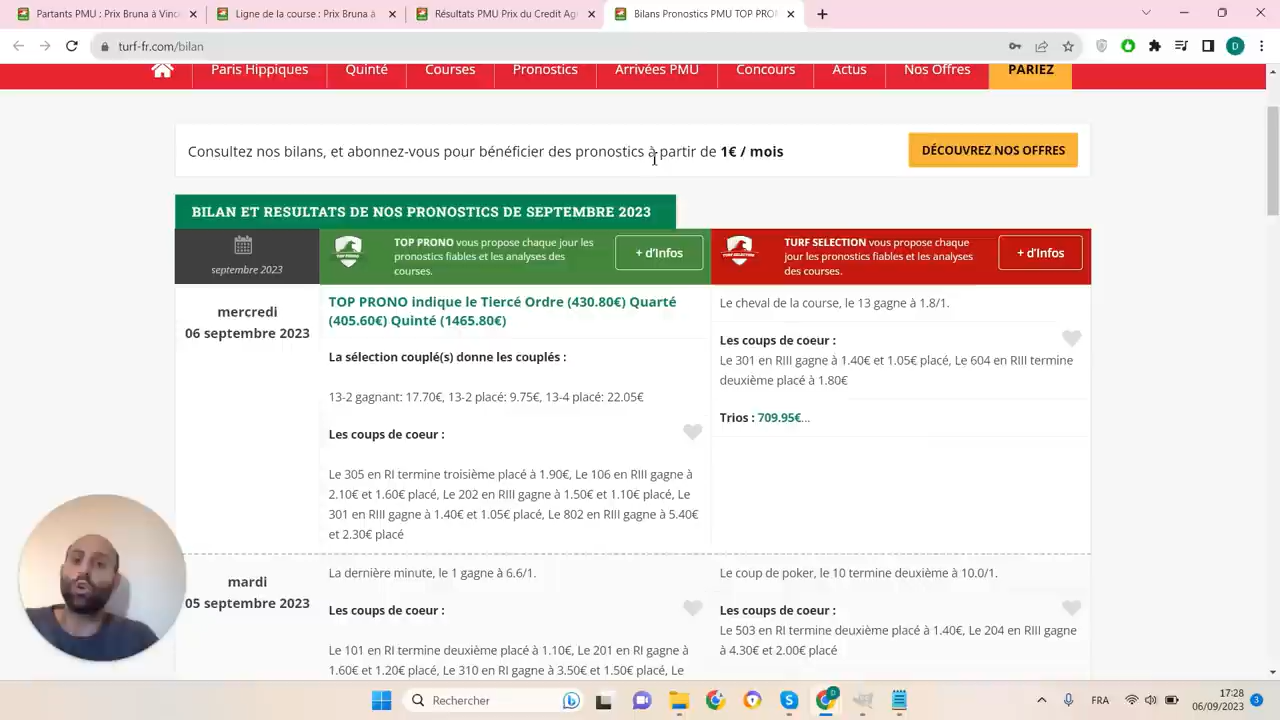 Partants PMU : Prix Bruna à Vinc
Ligne de la course : Prix Bruna à
Résultats PMU Prix du Credit Ag
Bilans Pronostics PMU TOP PRO
turf-fr.com/bilan
D
Paris Hippiques
Quinté
Courses
Pronostics
Arrivées PMU
Concours
Actus
Nos Offres
PARIEZ
Consultez nos bilans, et abonnez-vous pour bénéficier des pronostics à partir de 1€ / mois
DÉCOUVREZ NOS OFFRES
BILAN ET RESULTATS DE NOS PRONOSTICS DE SEPTEMBRE 2023
septembre 2023
TOP PRONO vous propose chaque jour les
pronostics fiables et les analyses des
courses.
+ d'Infos
TURF SELECTION vous propose chaque
jour les pronostics fiables et les analyses
des courses.
+ d'Infos
mercredi
06 septembre 2023
TOP PRONO indique le Tiercé Ordre (430.80€) Quarté
(405.60€) Quinté (1465.80€)
La sélection couplé(s) donne les couplés :
13-2 gagnant: 17.70€, 13-2 placé: 9.75€, 13-4 placé: 22.05€
Les coups de coeur :
Le 305 en RI termine troisième placé à 1.90€, Le 106 en RIII gagne à
2.10€ et 1.60€ placé, Le 202 en RIII gagne à 1.50€ et 1.10€ placé, Le
301 en RIII gagne à 1.40€ et 1.05€ placé, Le 802 en RIII gagne à 5.40€
et 2.30€ placé
Le cheval de la course, le 13 gagne à 1.8/1.
Les coups de coeur :
Le 301 en RIII gagne à 1.40€ et 1.05€ placé, Le 604 en RIII termine
deuxième placé à 1.80€
Trios : 709.95€...
mardi
05 septembre 2023
La dernière minute, le 1 gagne à 6.6/1.
Les coups de coeur :
Le 101 en RI termine deuxième placé à 1.10€, Le 201 en RI gagne à
1.60€ et 1.20€ placé, Le 310 en RI gagne à 3.50€ et 1.50€ placé, Le
Le coup de poker, le 10 termine deuxième à 10.0/1.
Les coups de coeur :
Le 503 en RI termine deuxième placé à 1.40€, Le 204 en RIII gagne
à 4.30€ et 2.00€ placé
Rechercher
FRA
17:28
06/09/2023
3